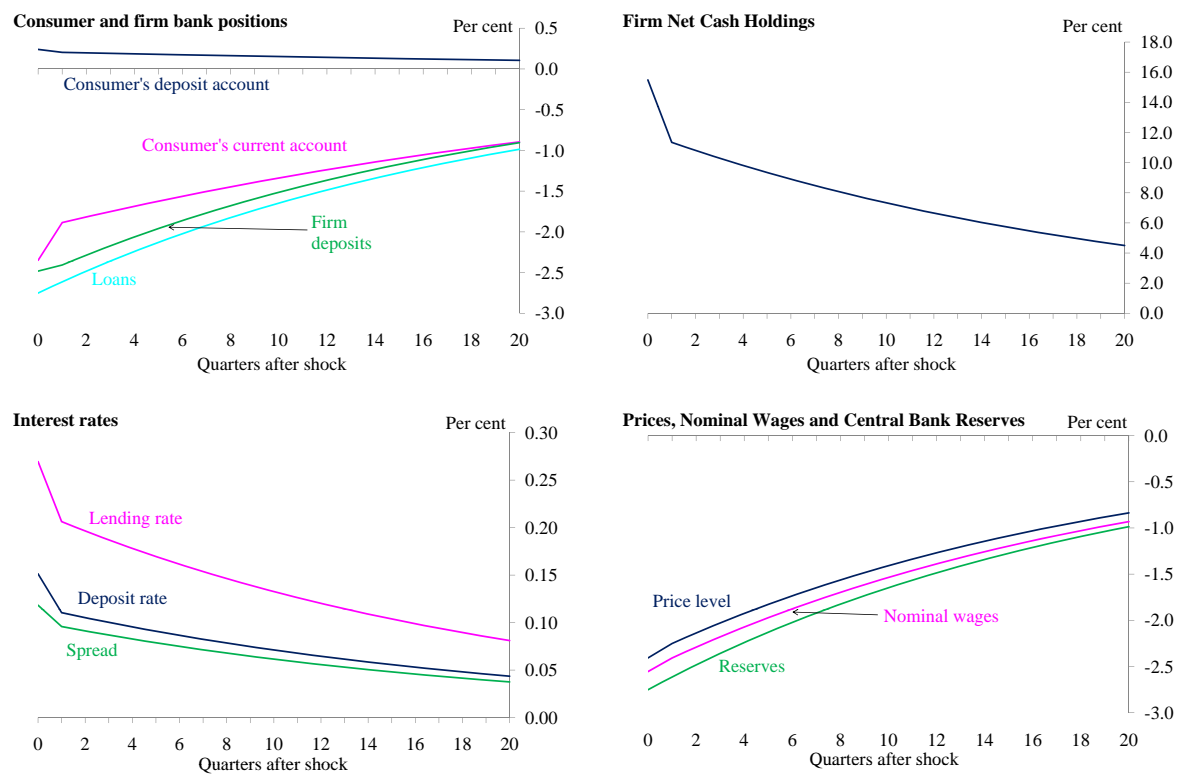 Consumer and firm bank positions
Per cent
0.5
0.0
-0.5
-1.0
-1.5
-2.0
-2.5
-3.0
Consumer's deposit account
Consumer's current account
Firm
deposits
Loans
0 2 4 6 8 10 12 14 16 18 20
Quarters after shock
Firm Net Cash Holdings
Per cent
18.0
16.0
14.0
12.0
10.0
8.0
6.0
4.0
2.0
0.0
0 2 4 6 8 10 12 14 16 18 20
Quarters after shock
Interest rates
Per cent
0.30
0.25
0.20
0.15
0.10
0.05
0.00
Lending rate
Deposit rate
Spread
0 2 4 6 8 10 12 14 16 18 20
Quarters after shock
Prices, Nominal Wages and Central Bank Reserves
Per cent
0.0
-0.5
-1.0
-1.5
-2.0
-2.5
-3.0
Price level
Nominal wages
Reserves
0 2 4 6 8 10 12 14 16 18 20
Quarters after shock